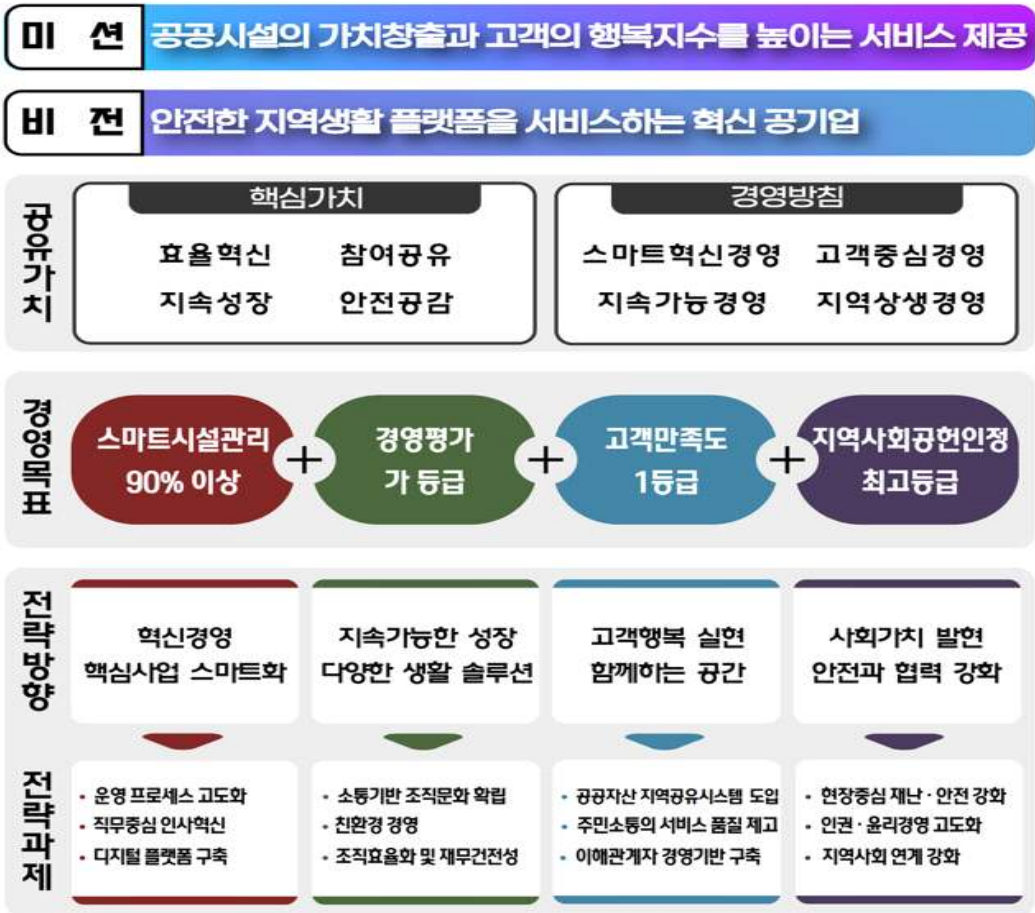 미 션 공공시설의 가치창출과 고객의 행복지수를 높이는 서비스 제공
비 전 안전한 지역생활 플랫폼을 서비스하는 혁신 공기업
공유가치
핵심가치
효율혁신 참여공유
지속성장 안전공감
경영방침
스마트혁신경영 고객중심경영
지속가능경영 지역상생경영
경영목표
스마트시설관리
90% 이상
+
경영평가
가 등급
+
고객만족도
1등급
+
지역사회공헌인정
최고등급
전략방향
혁신경영
핵심사업 스마트화
지속가능한 성장
다양한 생활 솔루션
고객행복 실현
함께하는 공간
사회가치 발현
안전과 협력 강화
전략과제
• 운영 프로세스 고도화
• 직무중심 인사혁신
• 디지털 플랫폼 구축
• 소통기반 조직문화 확립
• 친환경 경영
• 조직효율화 및 재무건전성
• 공공자산 지역공유시스템 도입
• 주민소통의 서비스 품질 제고
• 이해관계자 경영기반 구축
• 현장중심 재난 · 안전 강화
• 인권 · 윤리경영 고도화
• 지역사회 연계 강화